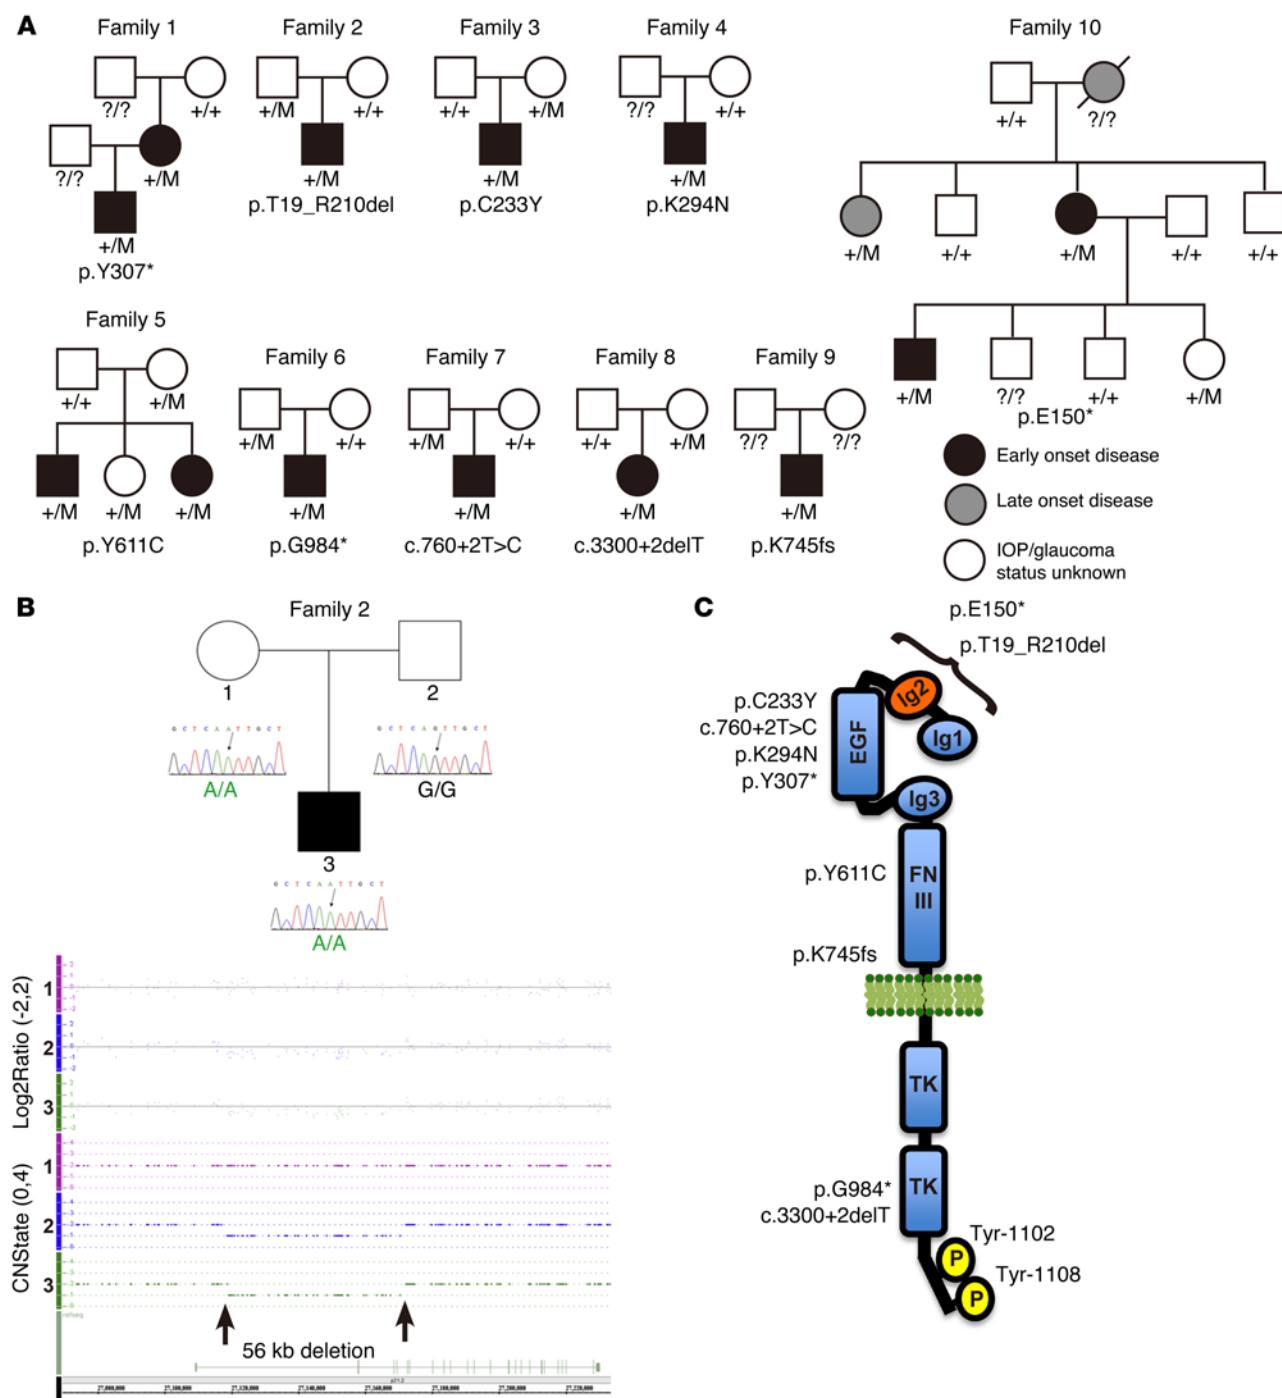 A
Family 1
Family 2
Family 3
Family 4
Family 10
?/?
+/+
+/M
+/+
+/+
+/M
?/?
+/+
+/+
?/?
?/?
+/M
+/M
+/M
+/M
p.T19_R210del
p.C233Y
p.K294N
+/M
+/+
+/M
+/+
+/+
+/M
p.Y307*
Family 5
Family 6
Family 7
Family 8
Family 9
+/+
+/M
+/M
+/+
+/M
+/+
+/+
+/M
?/?
?/?
+/M
?/?
+/+
+/M
p.E150*
+/M
+/M
+/M
+/M
+/M
+/M
+/M
p.Y611C
p.G984*
c.760+2T>C
c.3300+2delT
p.K745fs
Early onset disease
Late onset disease
IOP/glaucoma
status unknown
B
Family 2
1
2
G C T C A A T T G C T
G C T C A G T T G C T
A/A
G/G
3
G C T C A A T T G C T
A/A
Log2Ratio (-2,2)
1
2
3
CNState (0,4)
1
2
3
refseq
56 kb deletion
C
p.E150*
p.T19_R210del
Ig2
Ig1
p.C233Y
c.760+2T>C
p.K294N
p.Y307*
EGF
Ig3
p.Y611C
FN
III
p.K745fs
TK
p.G984*
c.3300+2delT
TK
Tyr-1102
P
Tyr-1108
P